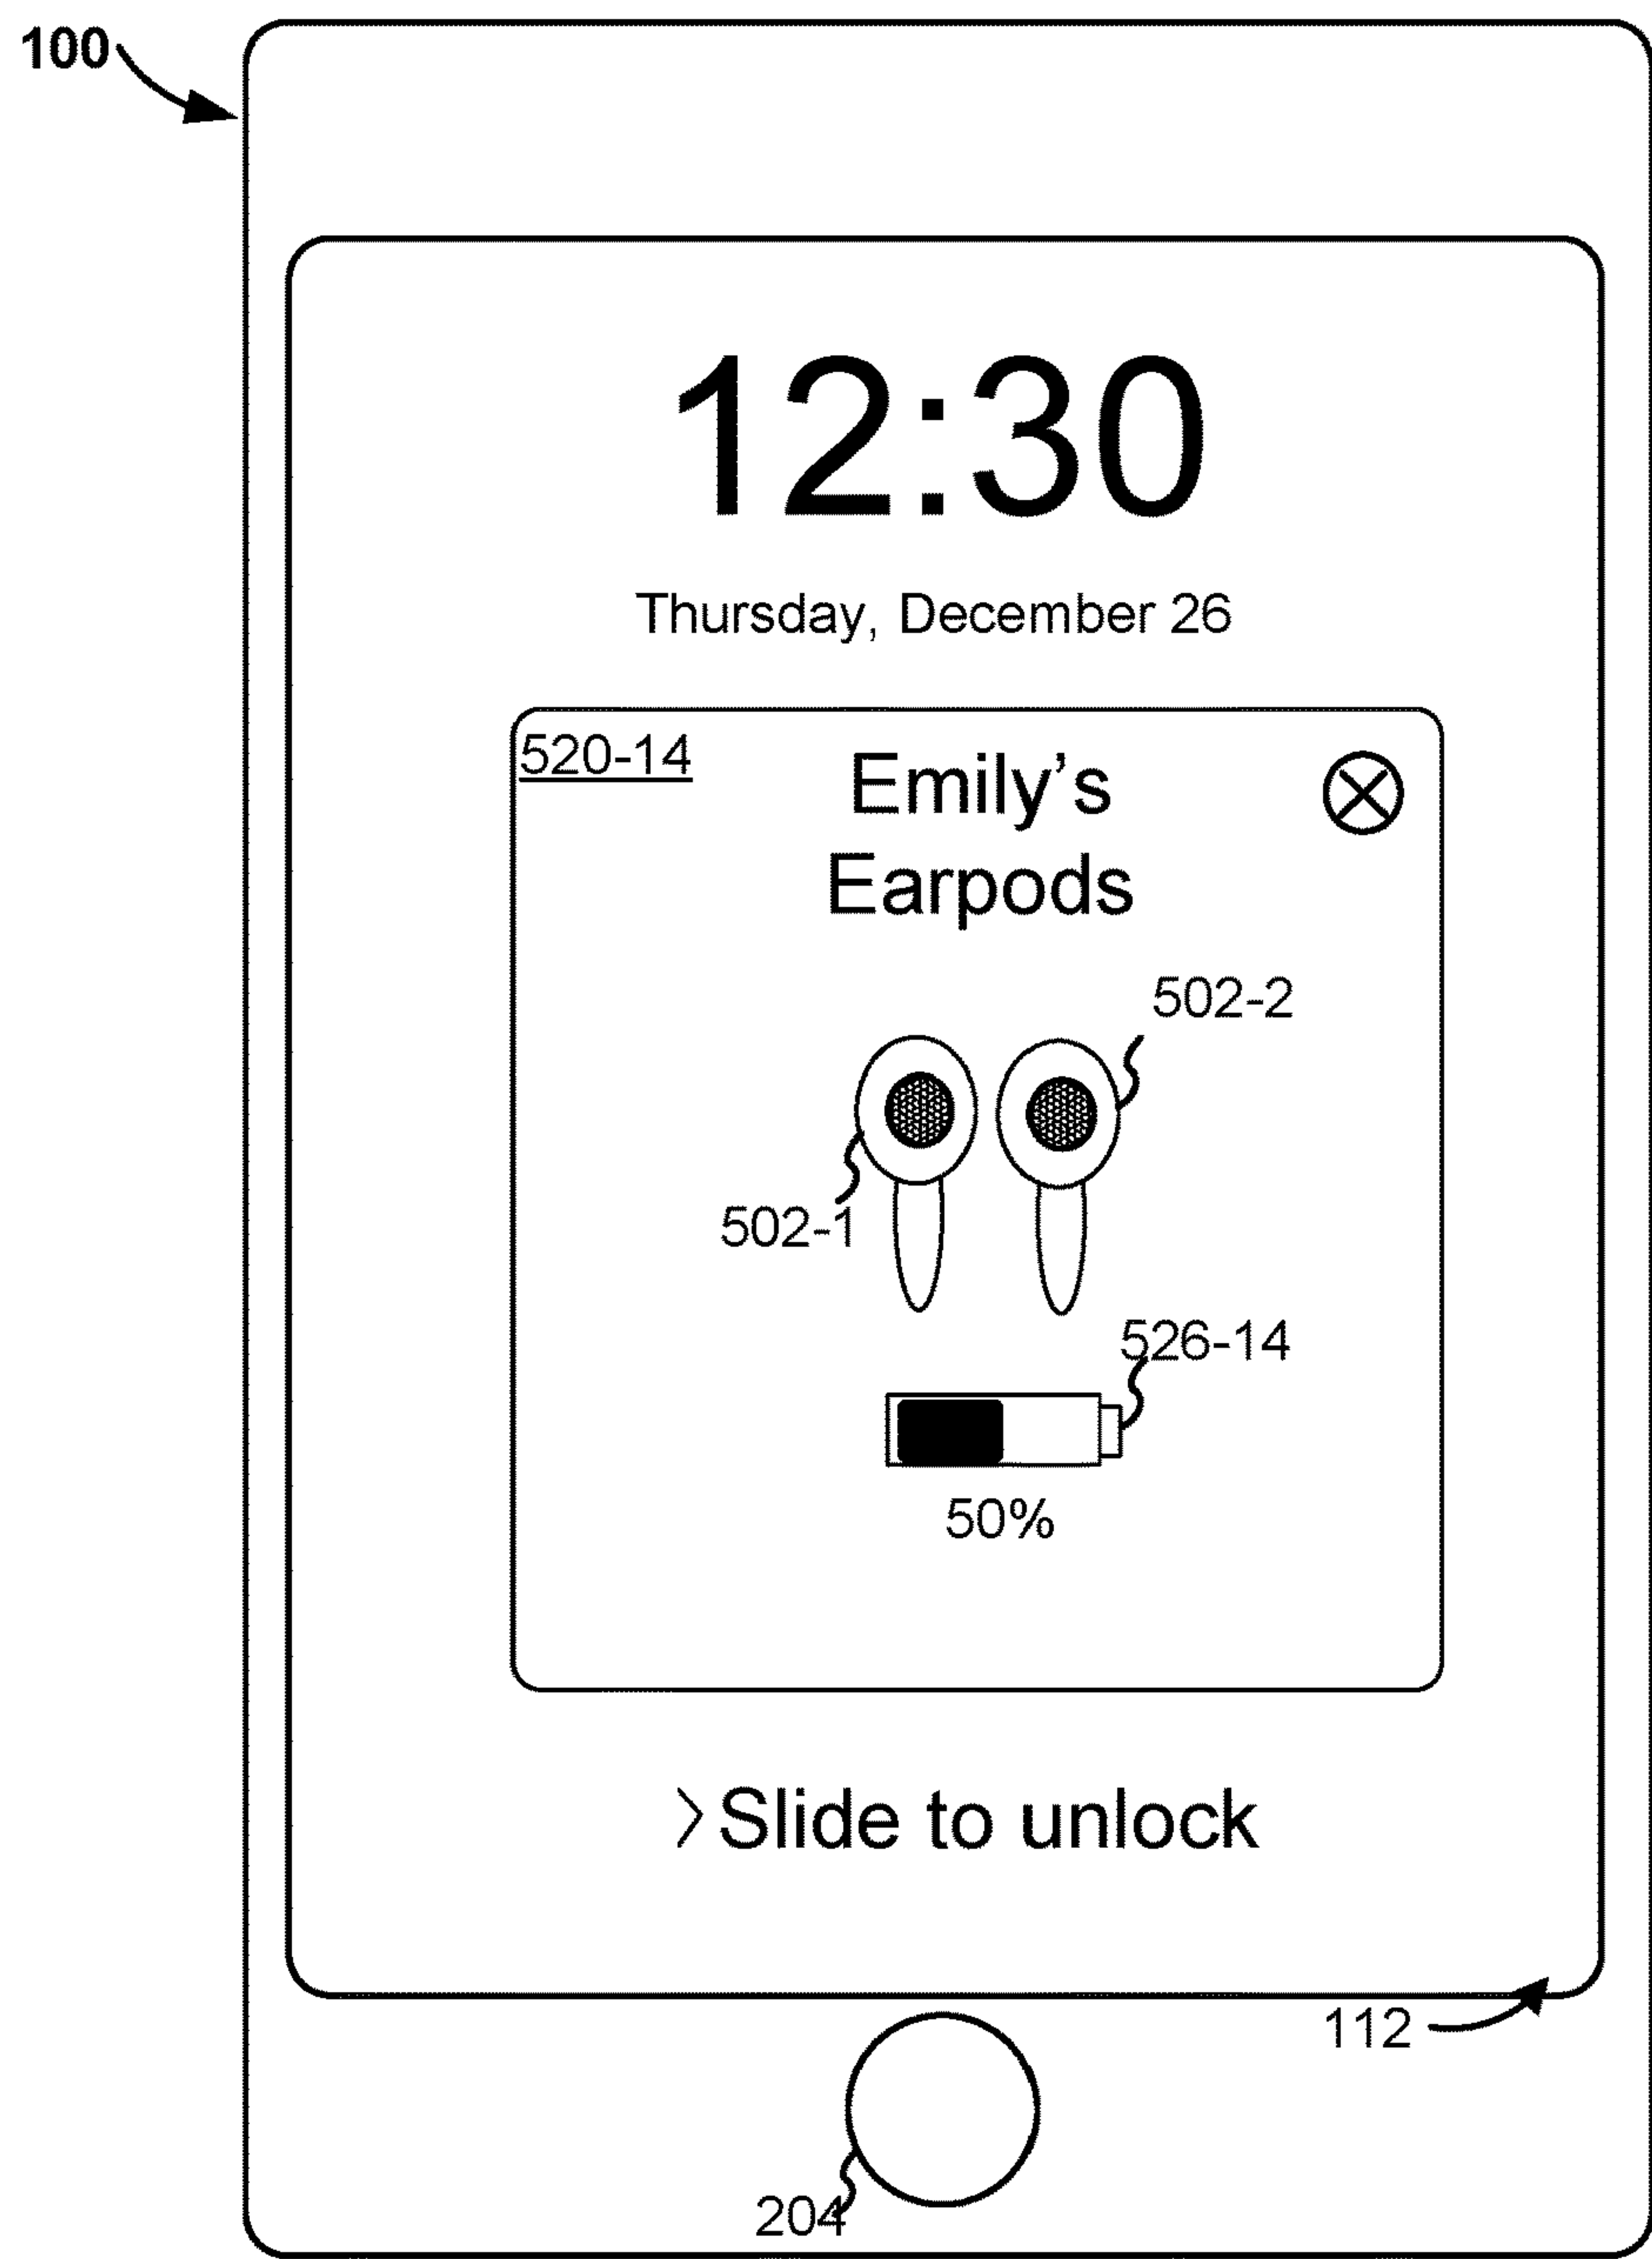 100
12:30
Thursday, December 26
520-14
Emily’s
Earpods
502-2
502-1
526-14
50%
>Slide to unlock
112
204